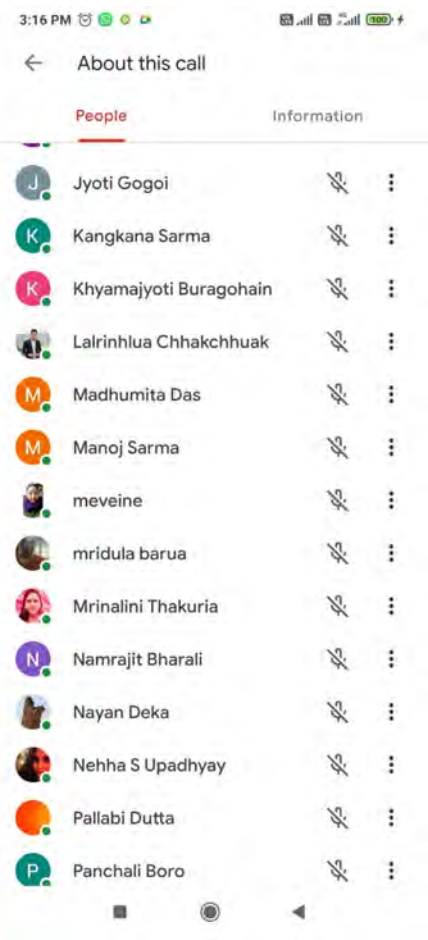 3:16 PM
100
About this call
People
Information
J Jyoti Gogoi
K Kangkana Sarma
K Khyamajyoti Buragohain
Lalrinhlua Chhakchhuak
M Madhumita Das
M Manoj Sarma
meveine
mridula barua
Mrinalini Thakuria
N Namrajit Bharali
Nayan Deka
Nehha S Upadhyay
Pallabi Dutta
P Panchali Boro